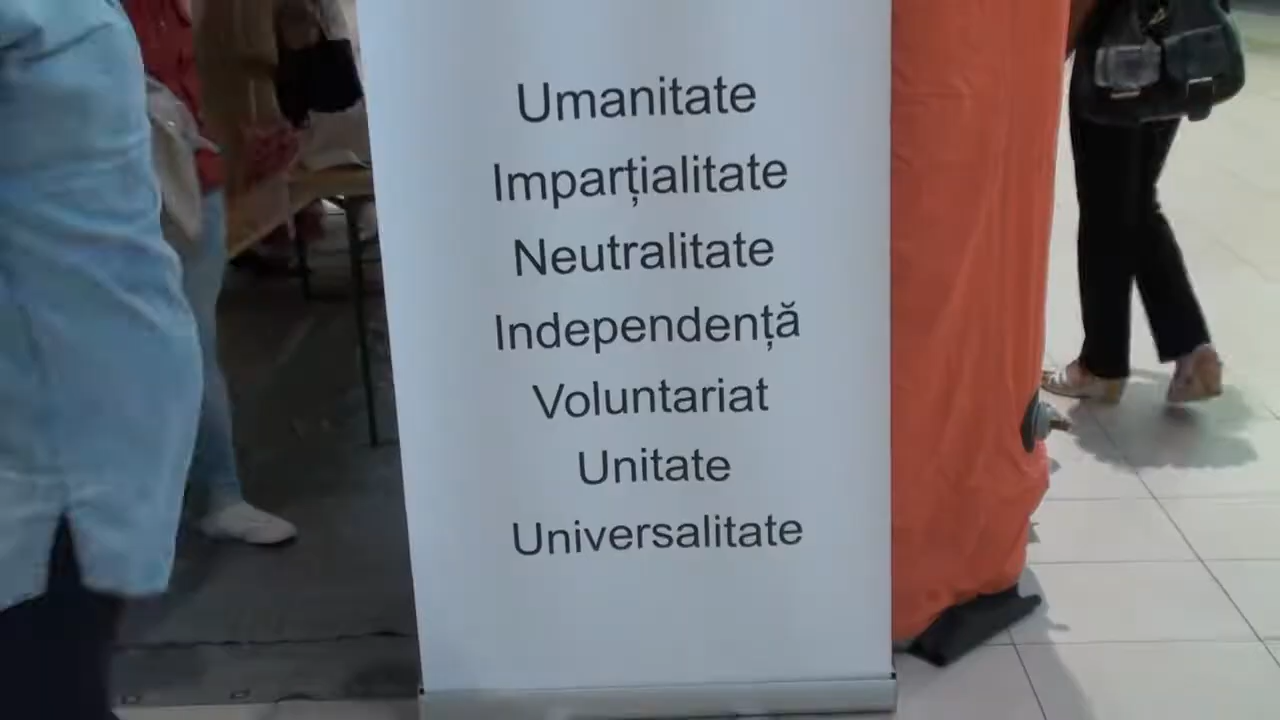 Umanitate
Imparțialitate
Neutralitate
Independență
Voluntariat
Unitate
Universalitate